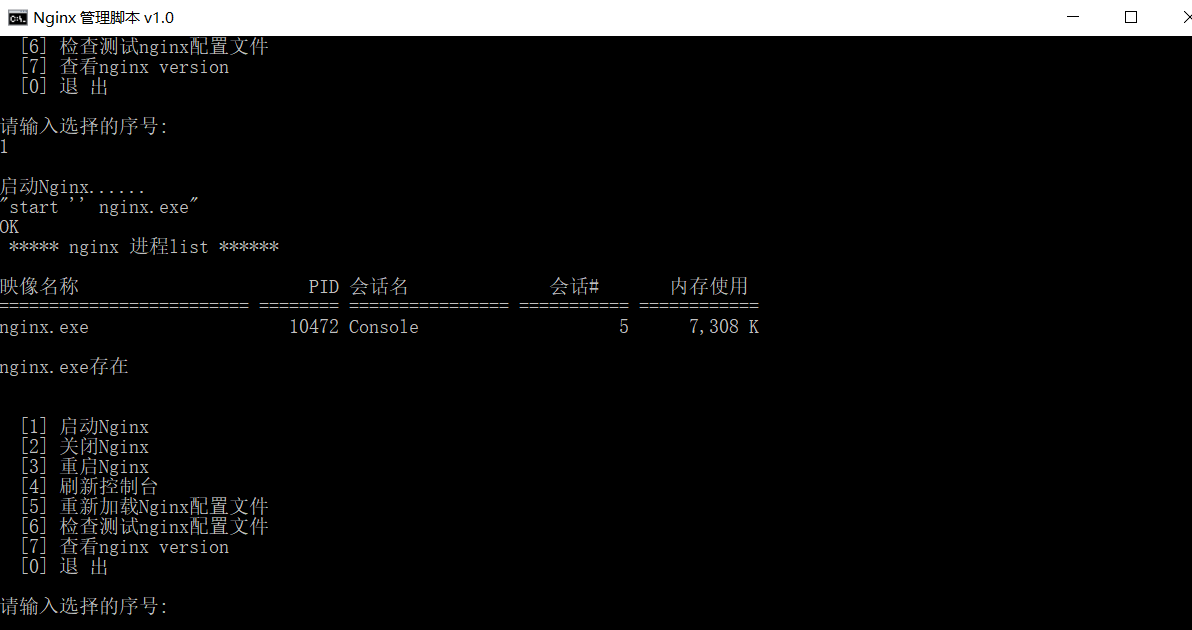 Nginx 管理脚本 v1.0
[6] 检查测试nginx配置文件
[7] 查看nginx version
[0] 退 出
请输入选择的序号:
1
启动Nginx......
"start '' nginx.exe"
OK
***** nginx 进程list ******
映像名称 PID 会话名 会话# 内存使用
========================= ======== ================ =========== ============
nginx.exe 10472 Console 5 7,308 K
nginx.exe存在
[1] 启动Nginx
[2] 关闭Nginx
[3] 重启Nginx
[4] 刷新控制台
[5] 重新加载Nginx配置文件
[6] 检查测试nginx配置文件
[7] 查看nginx version
[0] 退 出
请输入选择的序号: